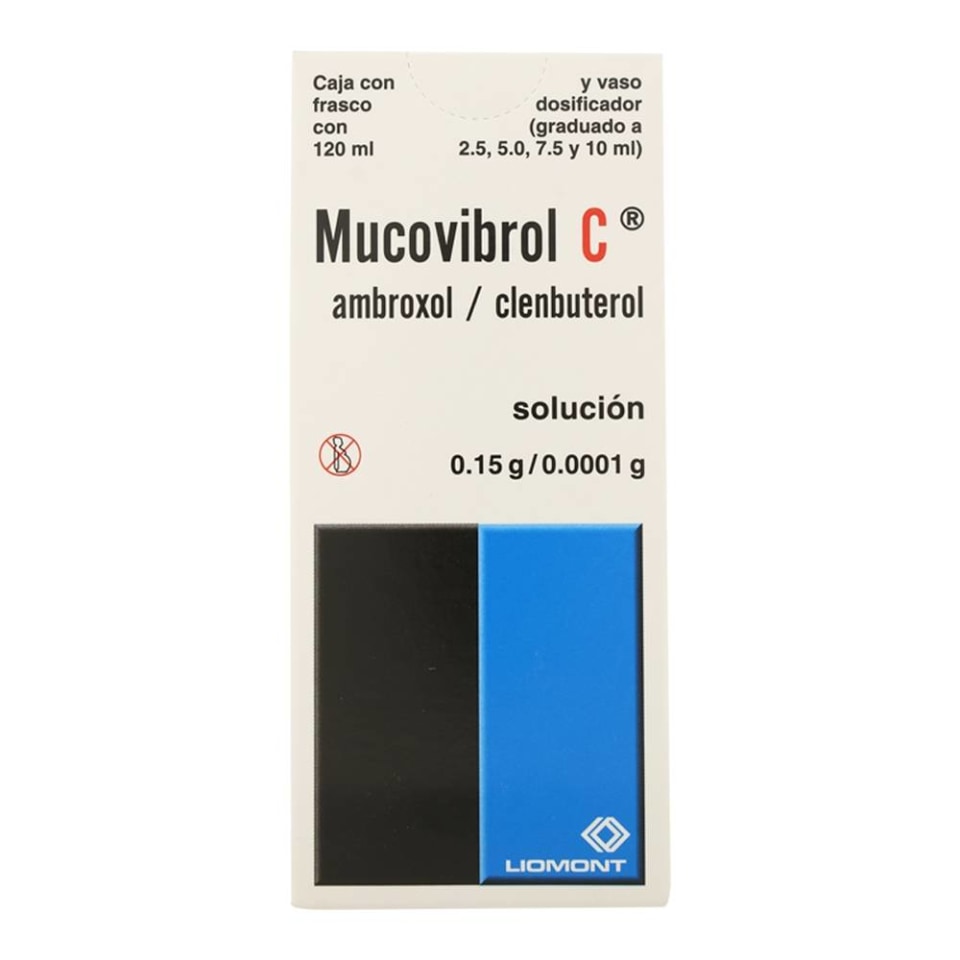 Caja con
frasco
con
120 ml
y vaso
dosificador
(graduado a
2.5, 5.0, 7.5 y 10 ml)
Mucovibrol C ®
ambroxol / clenbuterol
solución
0.15 g/0.0001 g
LIOMONT